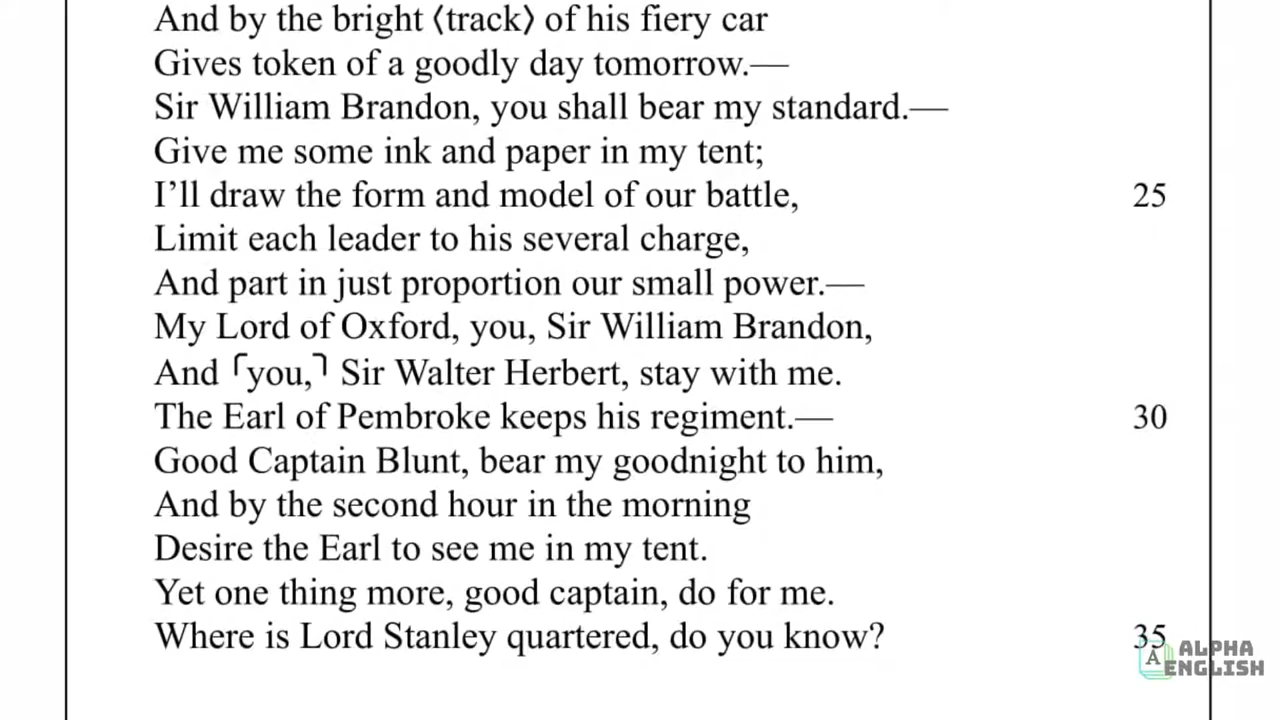 And by the bright ⟨track⟩ of his fiery car
Gives token of a goodly day tomorrow.—
Sir William Brandon, you shall bear my standard.—
Give me some ink and paper in my tent;
I’ll draw the form and model of our battle, 25
Limit each leader to his several charge,
And part in just proportion our small power.—
My Lord of Oxford, you, Sir William Brandon,
And ⌜you,⌝ Sir Walter Herbert, stay with me.
The Earl of Pembroke keeps his regiment.— 30
Good Captain Blunt, bear my goodnight to him,
And by the second hour in the morning
Desire the Earl to see me in my tent.
Yet one thing more, good captain, do for me.
Where is Lord Stanley quartered, do you know? 35
A ALPHA
ENGLISH